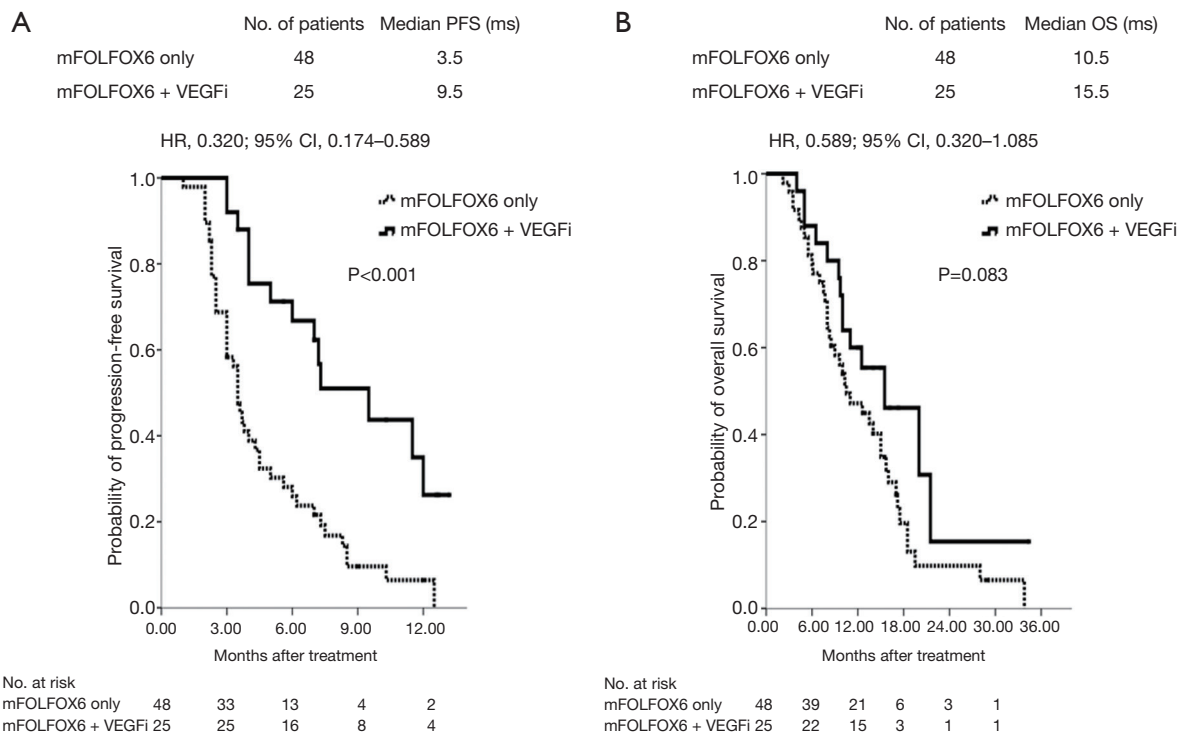 A
No. of patients Median PFS (ms)
mFOLFOX6 only 48 3.5
mFOLFOX6 + VEGFi 25 9.5
HR, 0.320; 95% CI, 0.174–0.589
1.0
0.8
0.6
0.4
0.2
0.0
Probability of progression-free survival
mFOLFOX6 only
mFOLFOX6 + VEGFi
P<0.001
0.00 3.00 6.00 9.00 12.00
Months after treatment
No. at risk
mFOLFOX6 only 48 33 13 4 2
mFOLFOX6 + VEGFi 25 25 16 8 4
B
No. of patients Median OS (ms)
mFOLFOX6 only 48 10.5
mFOLFOX6 + VEGFi 25 15.5
HR, 0.589; 95% CI, 0.320–1.085
1.0
0.8
0.6
0.4
0.2
0.0
Probability of overall survival
mFOLFOX6 only
mFOLFOX6 + VEGFi
P=0.083
0.00 6.00 12.00 18.00 24.00 30.00 36.00
Months after treatment
No. at risk
mFOLFOX6 only 48 39 21 6 3 1
mFOLFOX6 + VEGFi 25 22 15 3 1 1